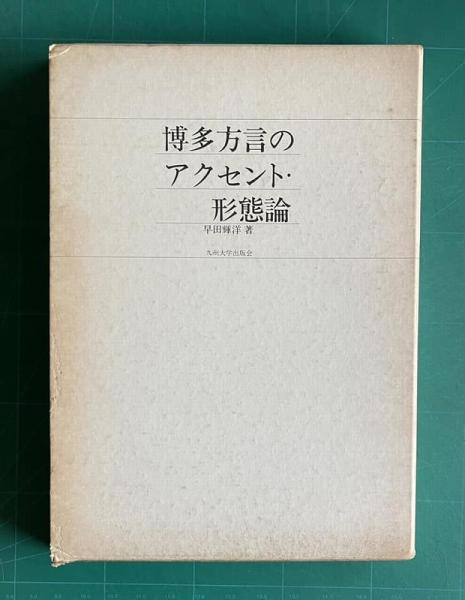 博多方言の
アクセント・
形態論
早田輝洋 著
九州大学出版会